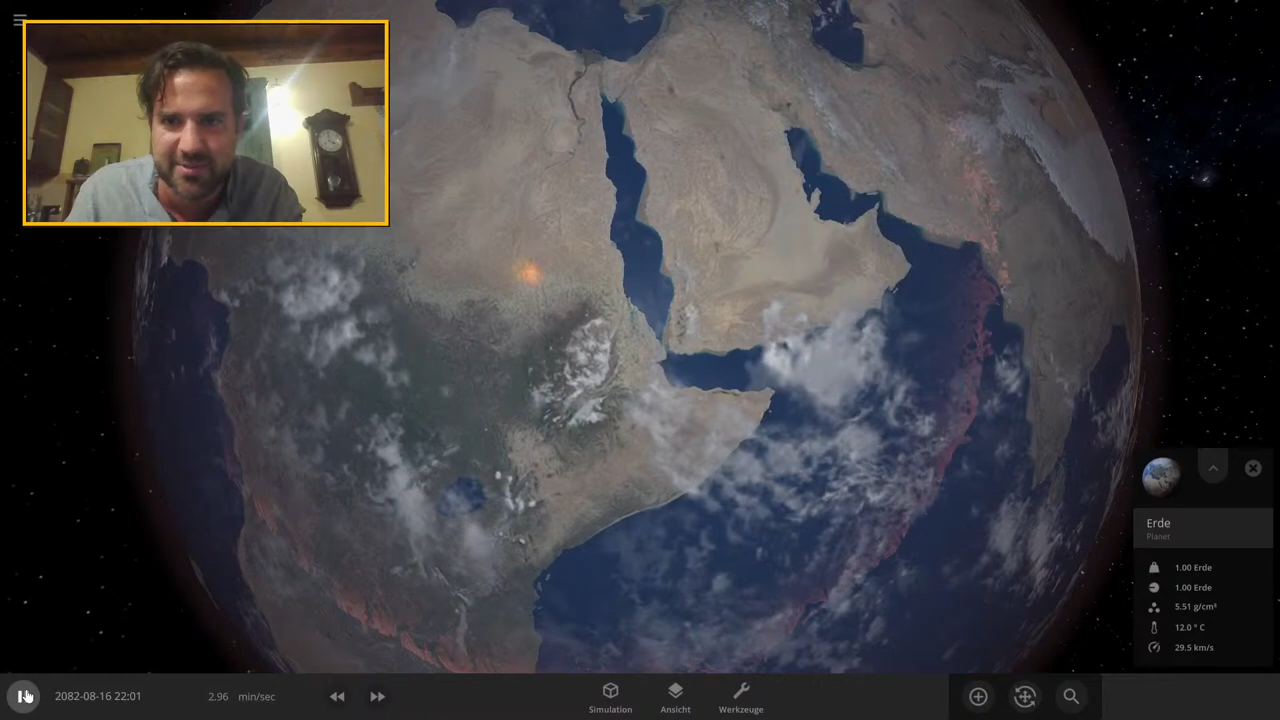 Erde
Planet
1.00 Erde
1.00 Erde
5.51 g/cm³
12.0 ° C
29.5 km/s
2082-08-16 22:01
2.96 min/sec
Simulation
Ansicht
Werkzeuge